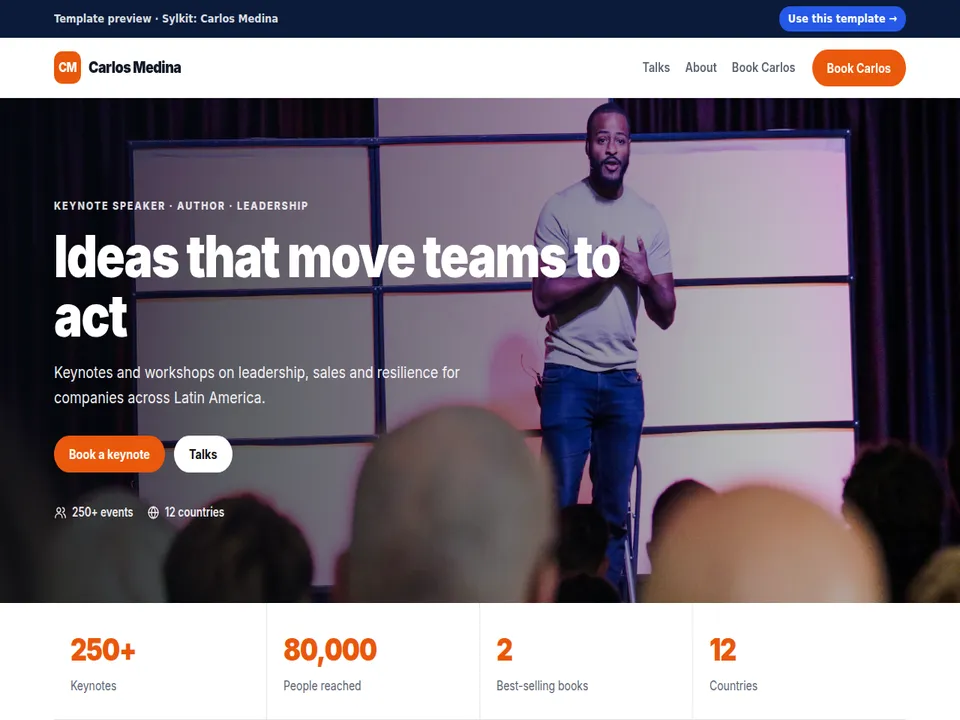 Template preview · Sylkit: Carlos Medina
Use this template →
CM
Carlos Medina
Talks
About
Book Carlos
Book Carlos
KEYNOTE SPEAKER · AUTHOR · LEADERSHIP
Ideas that move teams to
act
Keynotes and workshops on leadership, sales and resilience for
companies across Latin America.
Book a keynote
Talks
250+ events
12 countries
250+
Keynotes
80,000
People reached
2
Best-selling books
12
Countries